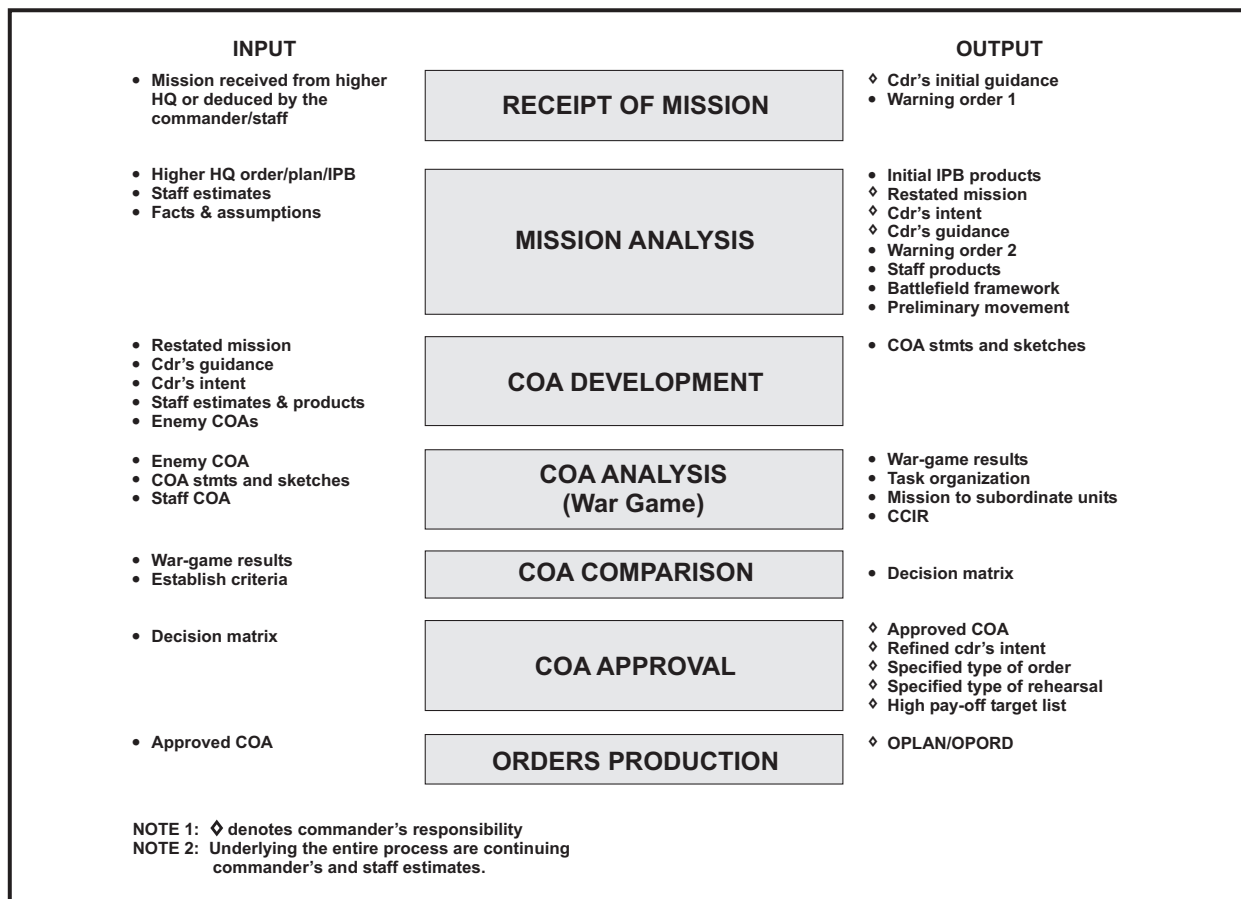 INPUT
OUTPUT
• Mission received from higher
HQ or deduced by the
commander/staff
RECEIPT OF MISSION
◊ Cdr's initial guidance
• Warning order 1
• Higher HQ order/plan/IPB
• Staff estimates
• Facts & assumptions
MISSION ANALYSIS
• Initial IPB products
◊ Restated mission
◊ Cdr's intent
◊ Cdr's guidance
• Warning order 2
• Staff products
• Battlefield framework
• Preliminary movement
• Restated mission
• Cdr's guidance
• Cdr's intent
• Staff estimates & products
• Enemy COAs
COA DEVELOPMENT
• COA stmts and sketches
• Enemy COA
• COA stmts and sketches
• Staff COA
COA ANALYSIS
(War Game)
• War-game results
• Task organization
• Mission to subordinate units
• CCIR
• War-game results
• Establish criteria
COA COMPARISON
• Decision matrix
• Decision matrix
COA APPROVAL
◊ Approved COA
◊ Refined cdr's intent
◊ Specified type of order
◊ Specified type of rehearsal
◊ High pay-off target list
• Approved COA
ORDERS PRODUCTION
◊ OPLAN/OPORD
NOTE 1: ◊ denotes commander's responsibility
NOTE 2: Underlying the entire process are continuing
commander's and staff estimates.